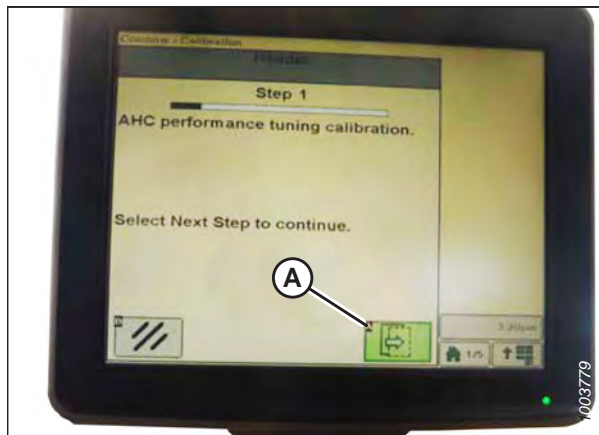 Combine - Calibration
Header
Step 1
AHC performance tuning calibration.
Select Next Step to continue.
A
1/5
1003779